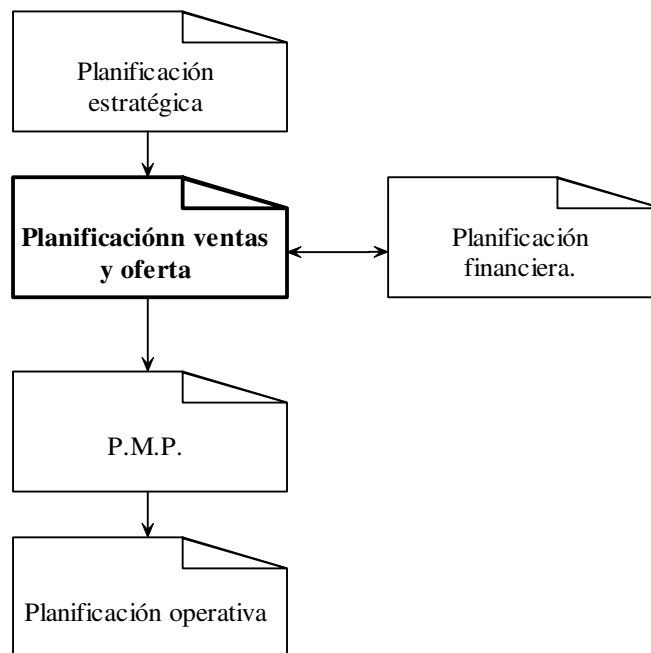 Planificación
estratégica
Planificaciónn ventas
y oferta
Planificación
financiera.
P.M.P.
Planificación operativa